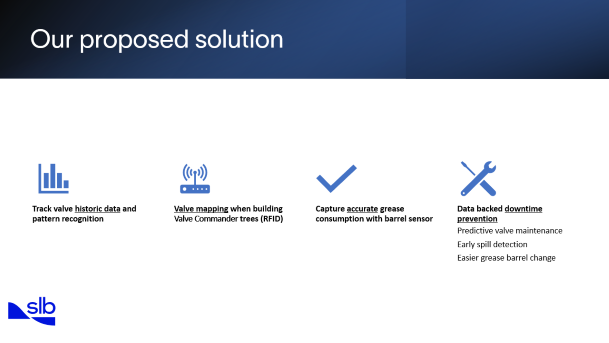 Our proposed solution
Track valve historic data and
pattern recognition
Valve mapping when building
Valve Commander trees (RFID)
Capture accurate grease
consumption with barrel sensor
Data backed downtime
prevention
Predictive valve maintenance
Early spill detection
Easier grease barrel change
slb